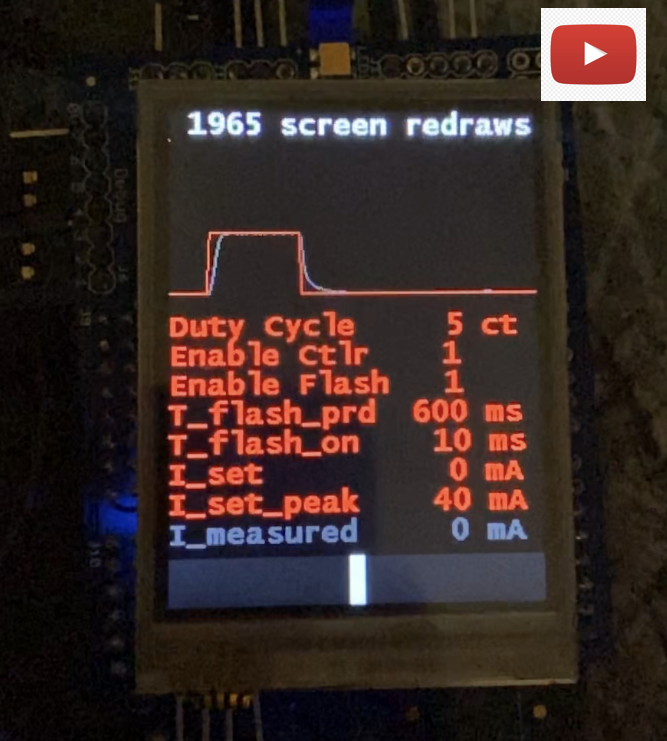 1965 screen redraws
Duty Cycle 5 ct
Enable Ctlr 1
Enable Flash 1
T_flash_prd 600 ms
T_flash_on 10 ms
I_set 0 mA
I_set_peak 40 mA
I_measured 0 mA